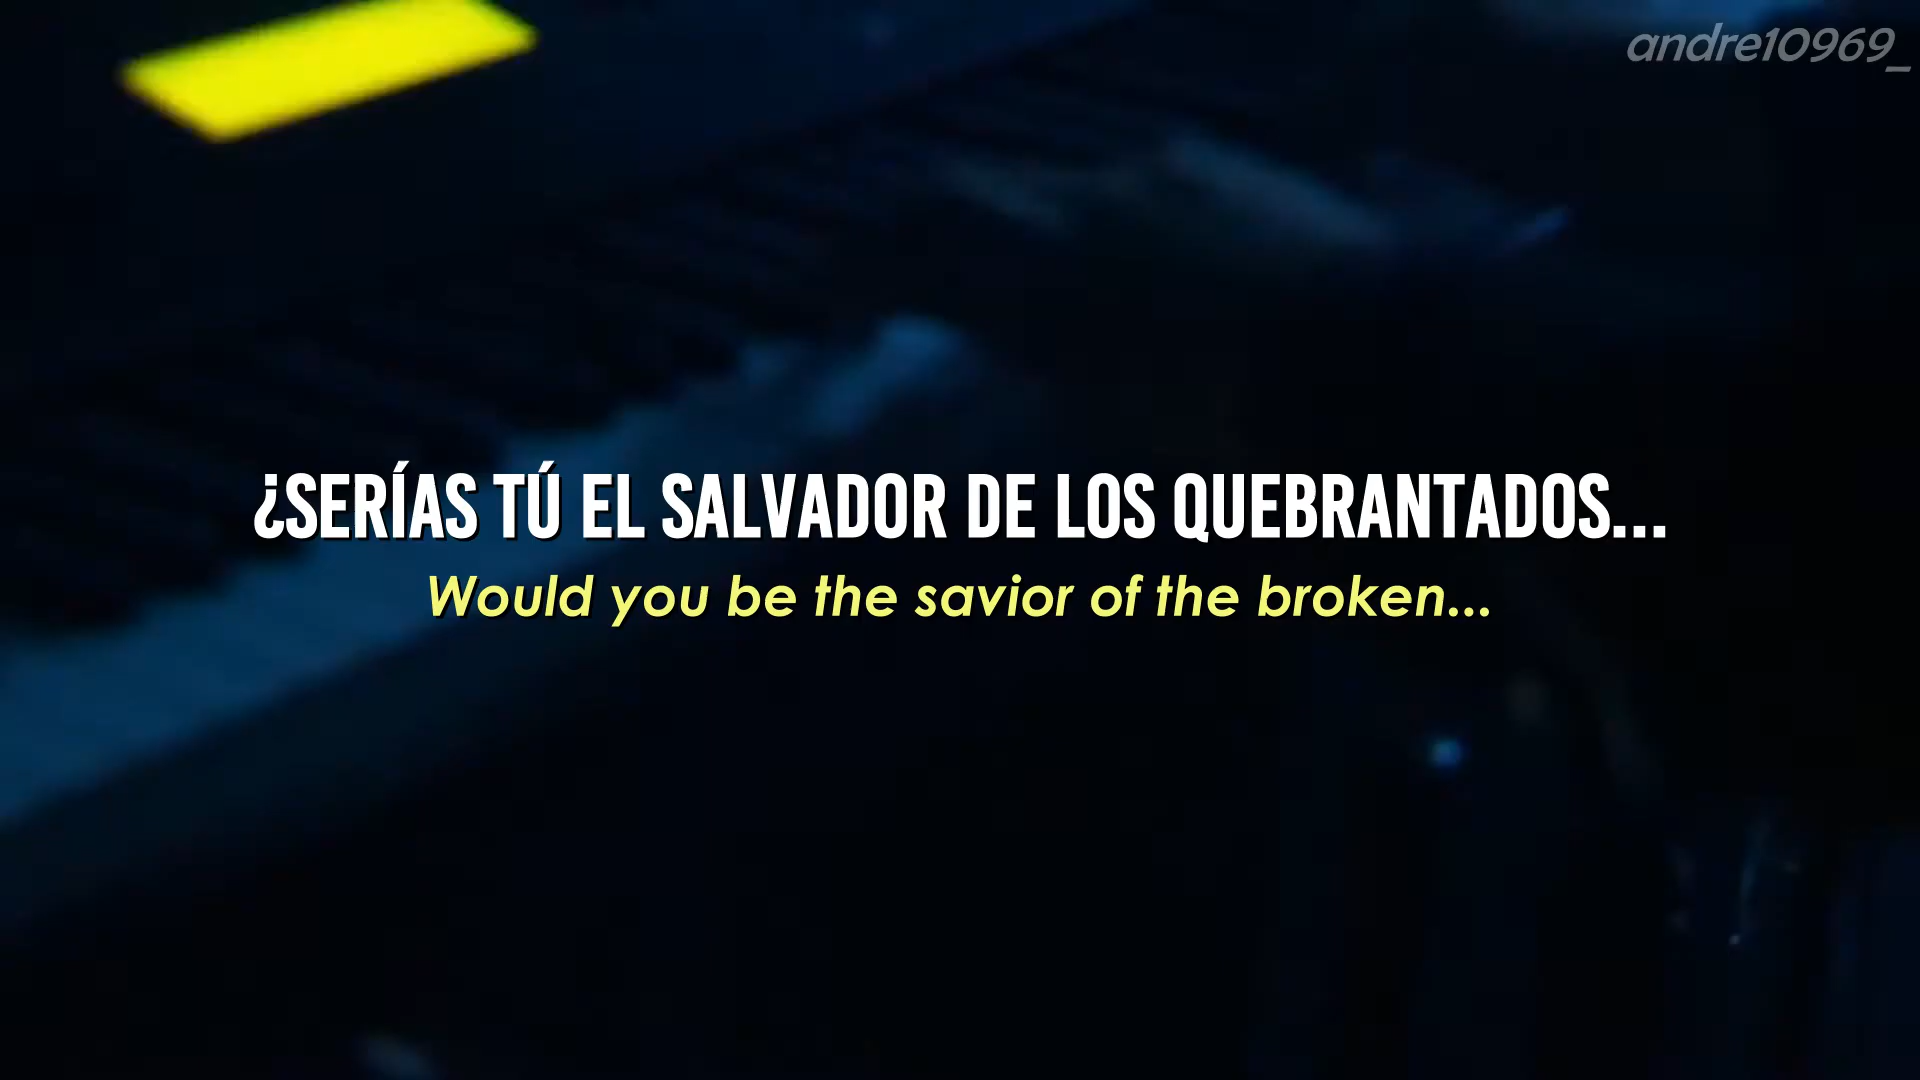 andre10969_
¿SERÍAS TÚ EL SALVADOR DE LOS QUEBRANTADOS...
Would you be the savior of the broken...